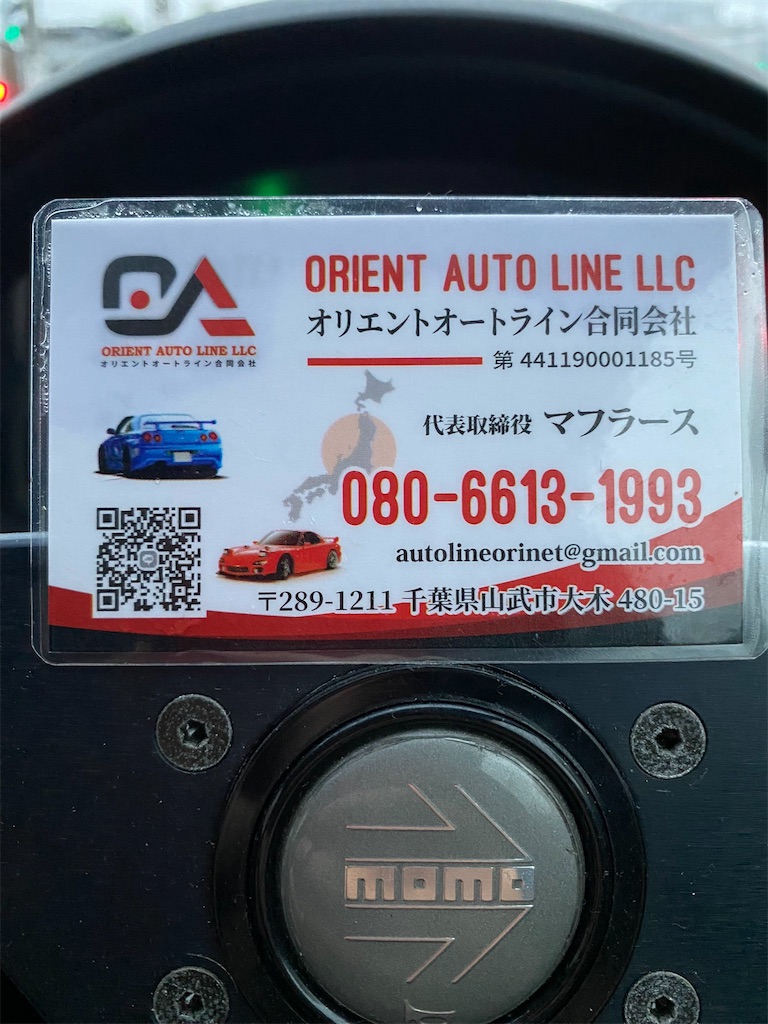 ORIENT AUTO LINE LLC
オリエントオートライン合同会社
ORIENT AUTO LINE LLC
オリエントオートライン合同会社
第 441190001185号
代表取締役 マフラース
080-6613-1993
autolineorinet@gmail.com
〒289-1211 千葉県山武市大木 480-15
momo